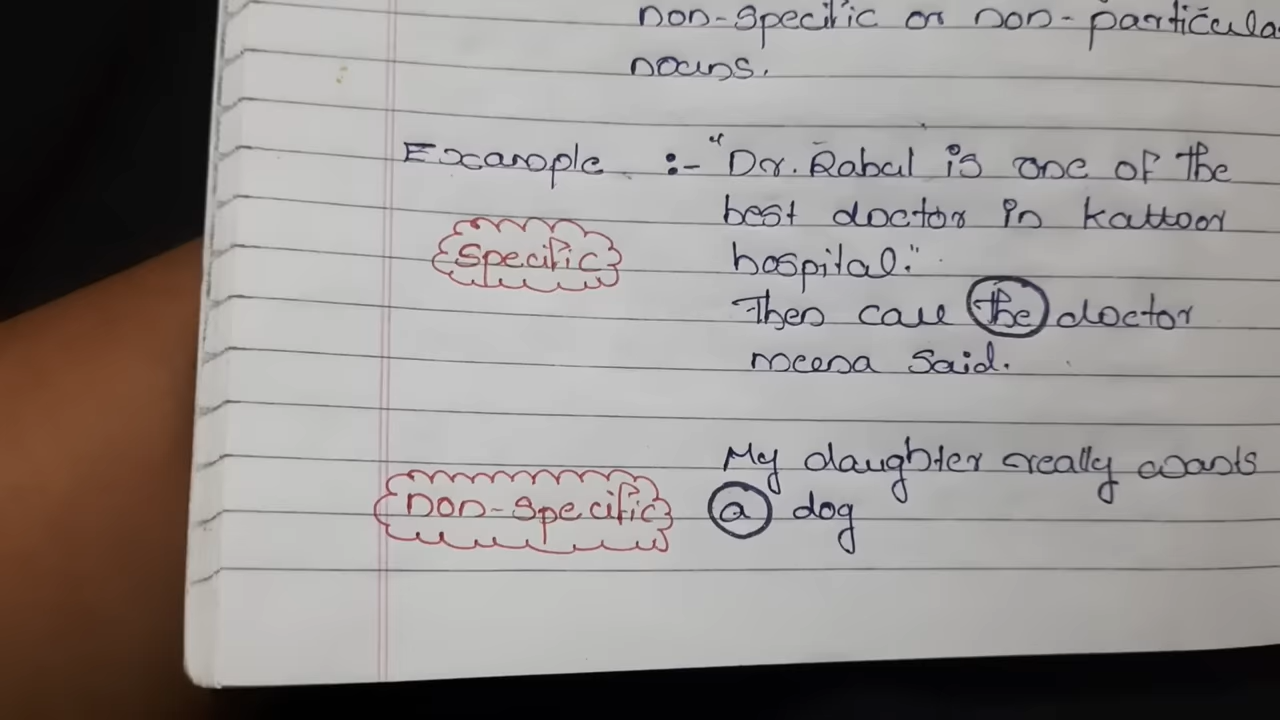 non-specific or non-particula
nouns.
Example :- "Dr. Rahul is one of the
best doctor in Kattoor
Specific
hospital."
Then call the doctor
meena said.
My daughter really wants
non-specific
a dog